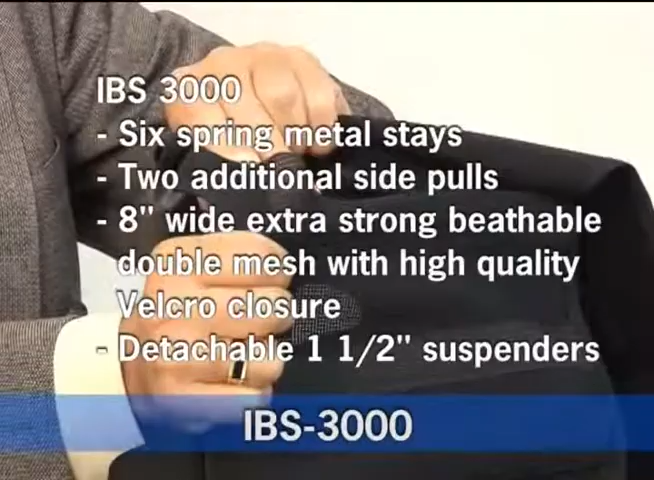 IBS 3000
- Six spring metal stays
- Two additional side pulls
- 8" wide extra strong beathable
double mesh with high quality
Velcro closure
- Detachable 1 1/2" suspenders
IBS-3000